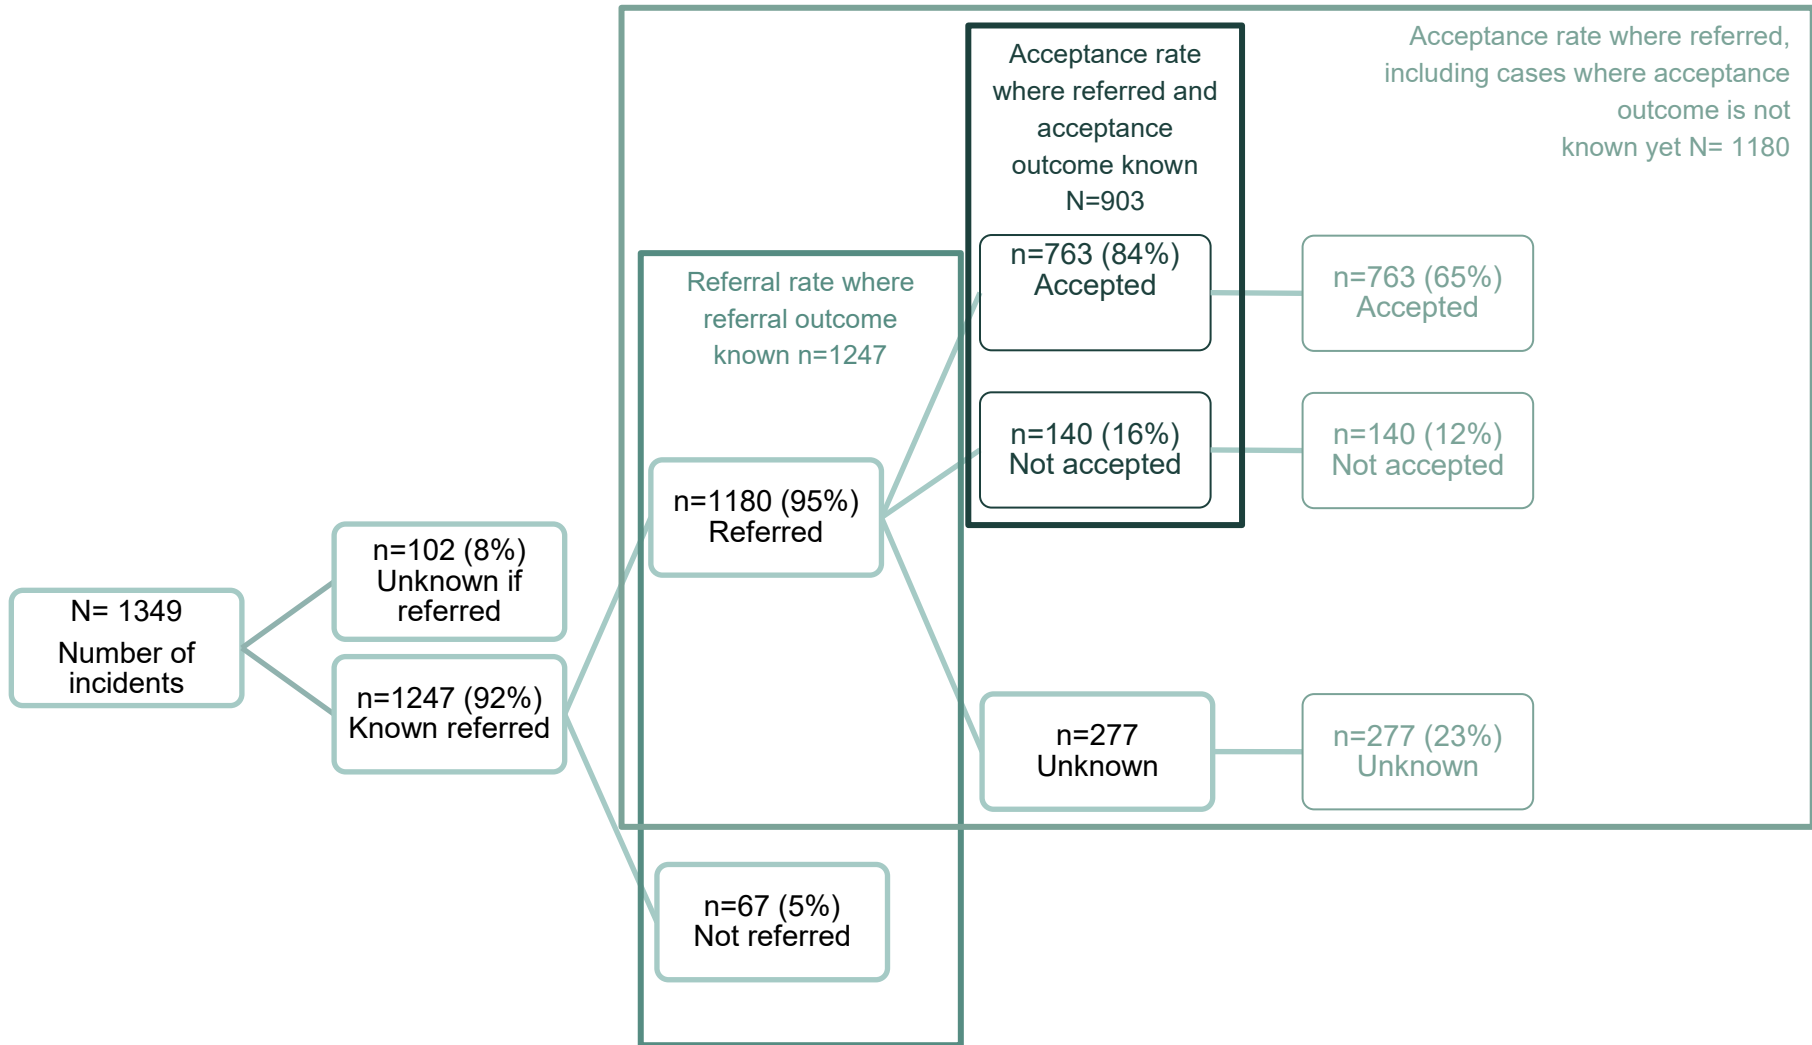 Acceptance rate where referred,
including cases where acceptance
outcome is not
known yet N= 1180
Acceptance rate
where referred and
acceptance
outcome known
N=903
Referral rate where
referral outcome
known n=1247
N= 1349
Number of
incidents
n=102 (8%)
Unknown if
referred
n=1247 (92%)
Known referred
n=1180 (95%)
Referred
n=67 (5%)
Not referred
n=763 (84%)
Accepted
n=140 (16%)
Not accepted
n=277
Unknown
n=763 (65%)
Accepted
n=140 (12%)
Not accepted
n=277 (23%)
Unknown